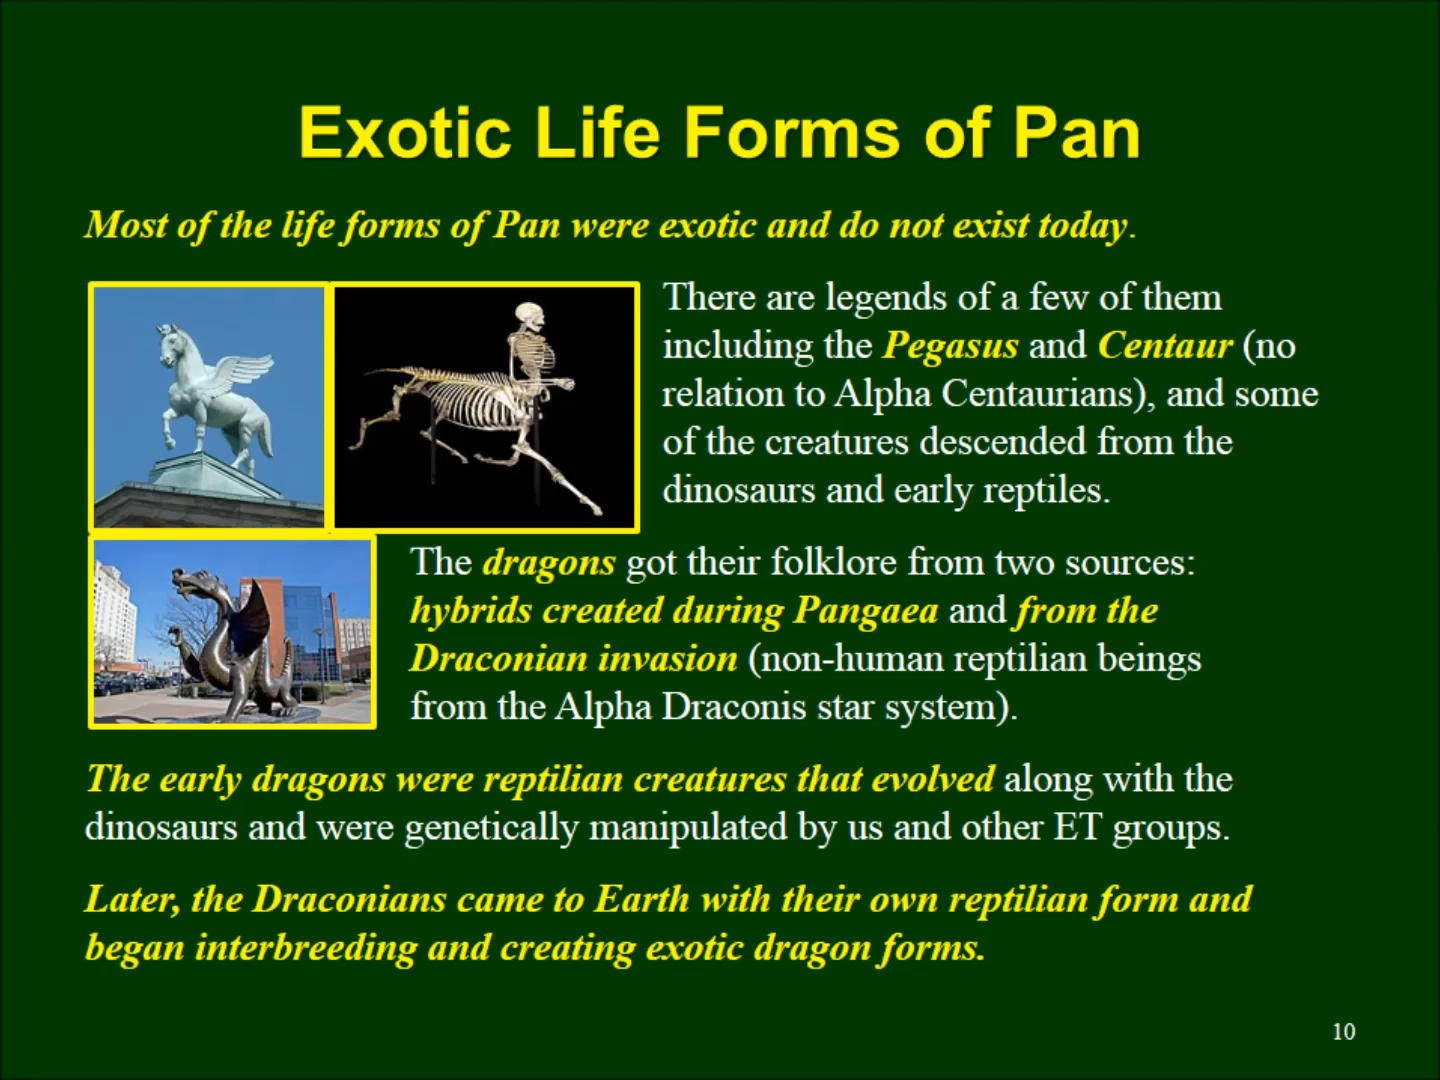 Exotic Life Forms of Pan
Most of the life forms of Pan were exotic and do not exist today.
There are legends of a few of them
including the Pegasus and Centaur (no
relation to Alpha Centaurians), and some
of the creatures descended from the
dinosaurs and early reptiles.
The dragons got their folklore from two sources:
hybrids created during Pangaea and from the
Draconian invasion (non-human reptilian beings
from the Alpha Draconis star system).
The early dragons were reptilian creatures that evolved along with the
dinosaurs and were genetically manipulated by us and other ET groups.
Later, the Draconians came to Earth with their own reptilian form and
began interbreeding and creating exotic dragon forms.
10